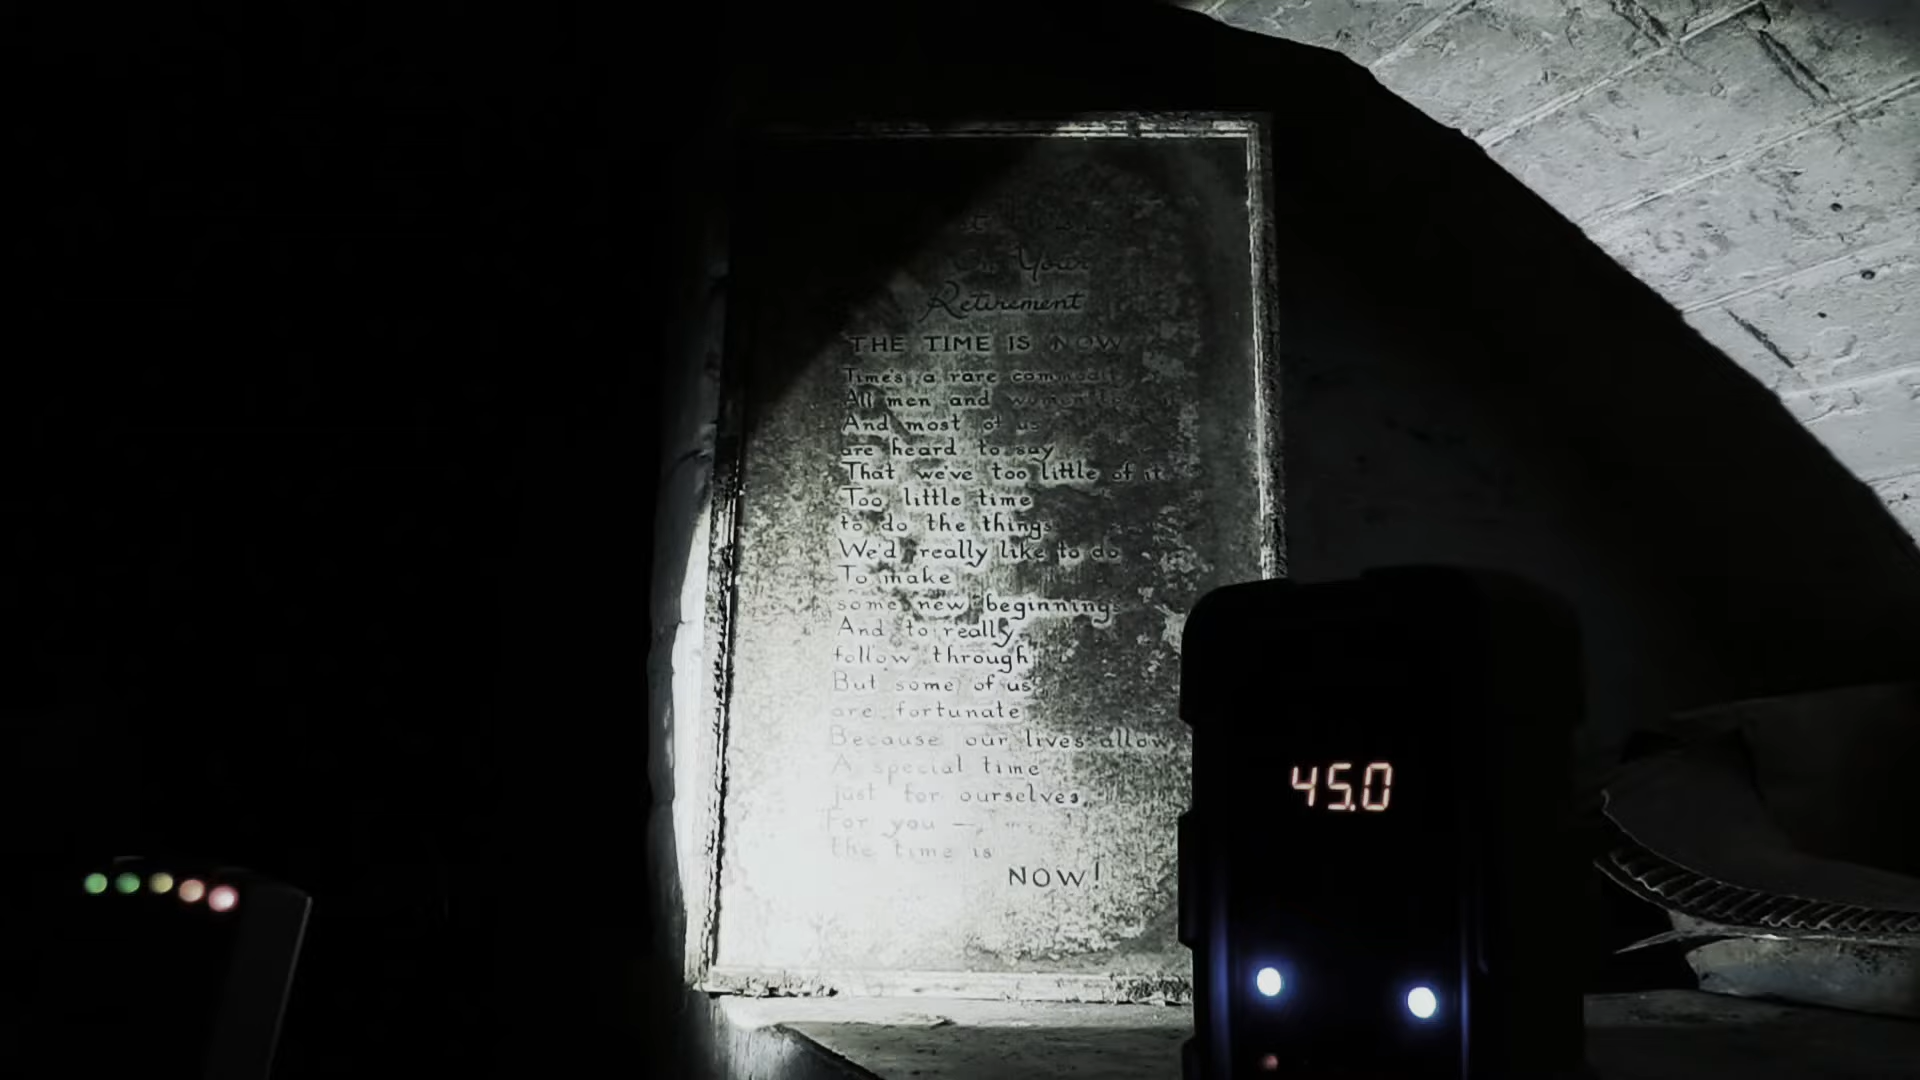 Your
Retirement
THE TIME IS NOW
Time's a rare commodity
All men and women
And most of us
are heard to say
That we've too little of it
Too little time
to do the things
We'd really like to do
To make
some new beginnings
And to really
follow through
But some of us
are fortunate
Because our lives allow
A special time
just for ourselves,
For you —
the time is
NOW!
45.0